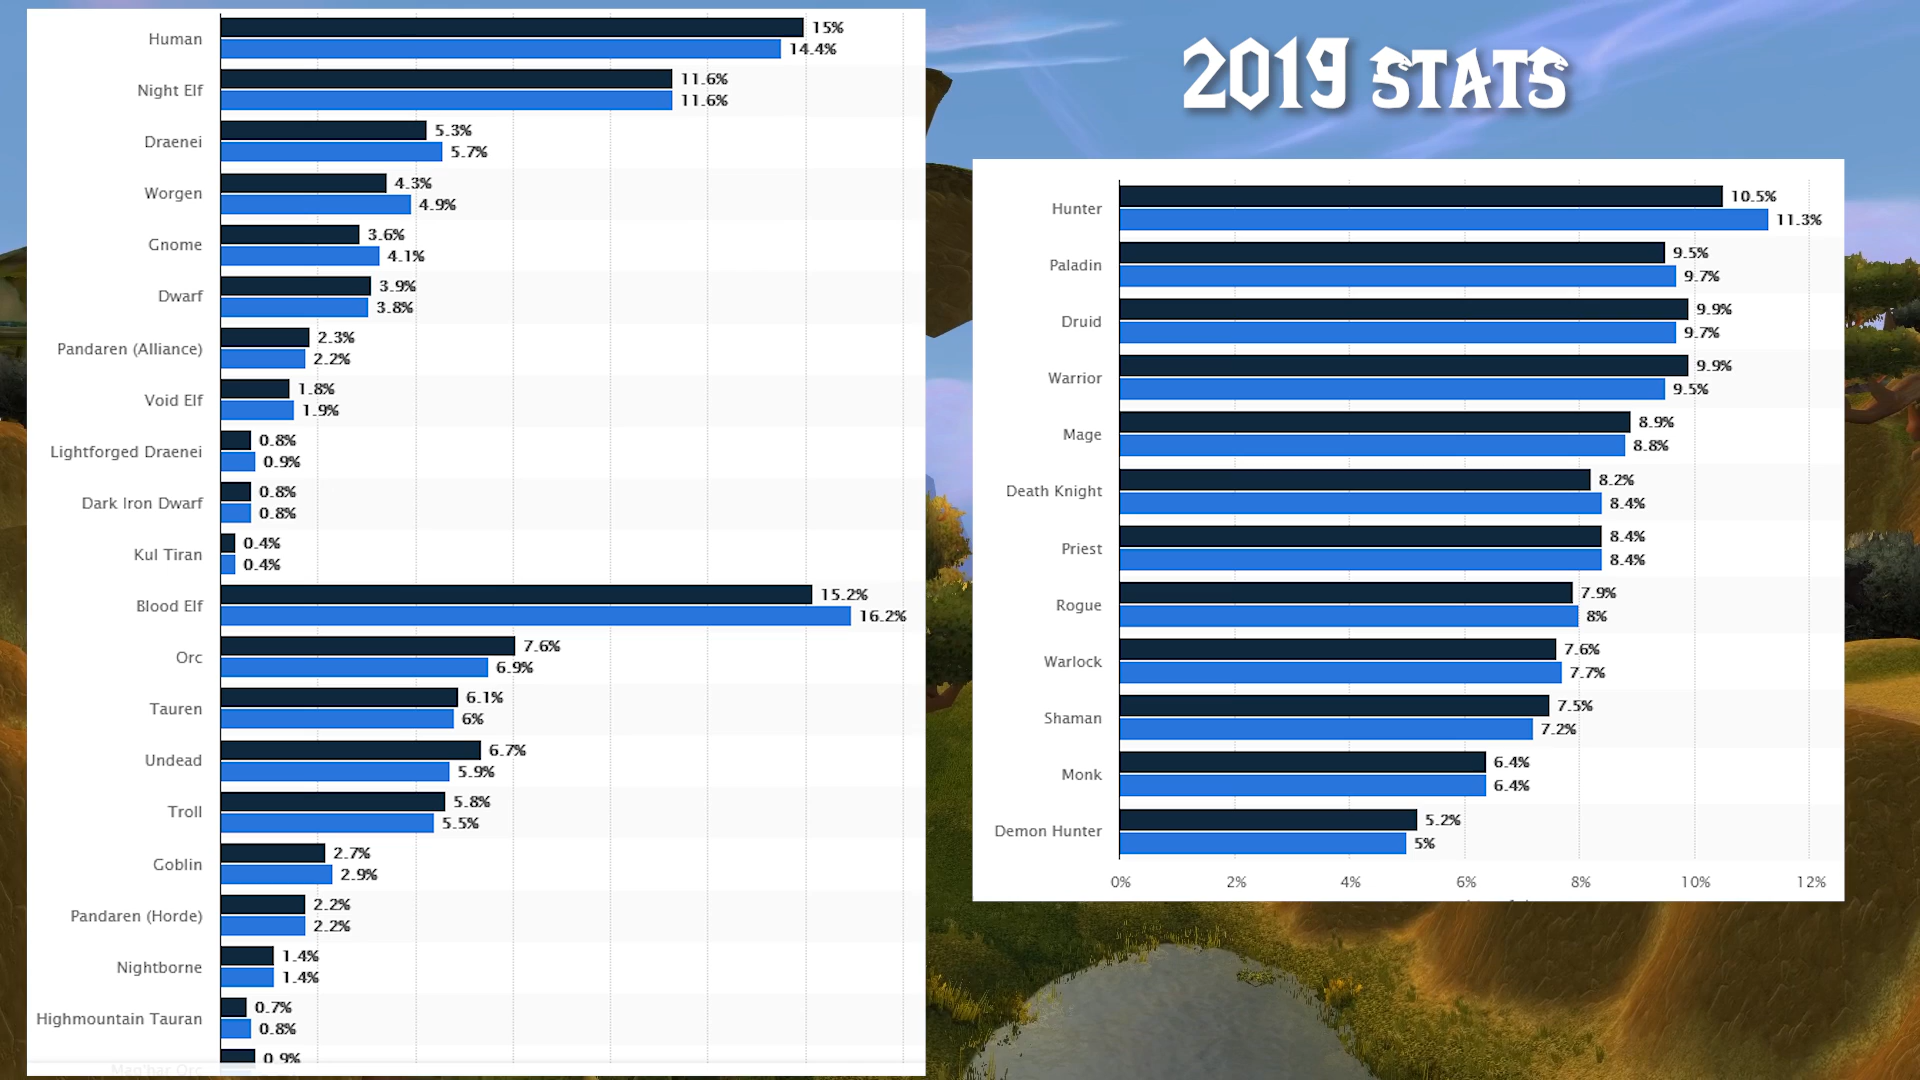 2019 STATS
Human 15% 14.4%
Night Elf 11.6% 11.6%
Draenei 5.3% 5.7%
Worgen 4.3% 4.9%
Gnome 3.6% 4.1%
Dwarf 3.9% 3.8%
Pandaren (Alliance) 2.3% 2.2%
Void Elf 1.8% 1.9%
Lightforged Draenei 0.8% 0.9%
Dark Iron Dwarf 0.8% 0.8%
Kul Tiran 0.4% 0.4%
Blood Elf 15.2% 16.2%
Orc 7.6% 6.9%
Tauren 6.1% 6%
Undead 6.7% 5.9%
Troll 5.8% 5.5%
Goblin 2.7% 2.9%
Pandaren (Horde) 2.2% 2.2%
Nightborne 1.4% 1.4%
Highmountain Tauran 0.7% 0.8%
Mag'har Orc 0.9%
Hunter 10.5% 11.3%
Paladin 9.5% 9.7%
Druid 9.9% 9.7%
Warrior 9.9% 9.5%
Mage 8.9% 8.8%
Death Knight 8.2% 8.4%
Priest 8.4% 8.4%
Rogue 7.9% 8%
Warlock 7.6% 7.7%
Shaman 7.5% 7.2%
Monk 6.4% 6.4%
Demon Hunter 5.2% 5%
0% 2% 4% 6% 8% 10% 12%